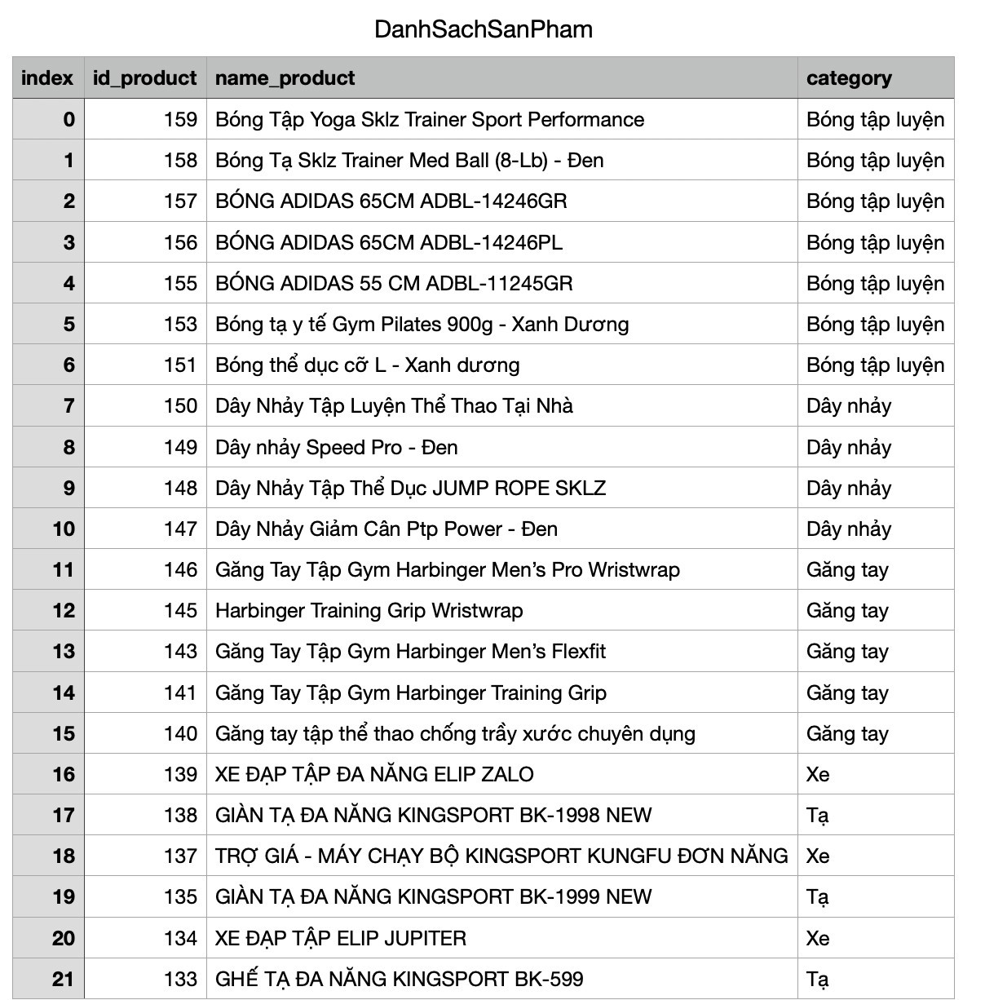 DanhSachSanPham
index id_product name_product category
0 159 Bóng Tập Yoga Sklz Trainer Sport Performance Bóng tập luyện
1 158 Bóng Tạ Sklz Trainer Med Ball (8-Lb) - Đen Bóng tập luyện
2 157 BÓNG ADIDAS 65CM ADBL-14246GR Bóng tập luyện
3 156 BÓNG ADIDAS 65CM ADBL-14246PL Bóng tập luyện
4 155 BÓNG ADIDAS 55 CM ADBL-11245GR Bóng tập luyện
5 153 Bóng tạ y tế Gym Pilates 900g - Xanh Dương Bóng tập luyện
6 151 Bóng thể dục cỡ L - Xanh dương Bóng tập luyện
7 150 Dây Nhảy Tập Luyện Thể Thao Tại Nhà Dây nhảy
8 149 Dây nhảy Speed Pro - Đen Dây nhảy
9 148 Dây Nhảy Tập Thể Dục JUMP ROPE SKLZ Dây nhảy
10 147 Dây Nhảy Giảm Cân Ptp Power - Đen Dây nhảy
11 146 Găng Tay Tập Gym Harbinger Men’s Pro Wristwrap Găng tay
12 145 Harbinger Training Grip Wristwrap Găng tay
13 143 Găng Tay Tập Gym Harbinger Men’s Flexfit Găng tay
14 141 Găng Tay Tập Gym Harbinger Training Grip Găng tay
15 140 Găng tay tập thể thao chống trầy xước chuyên dụng Găng tay
16 139 XE ĐẠP TẬP ĐA NĂNG ELIP ZALO Xe
17 138 GIÀN TẠ ĐA NĂNG KINGSPORT BK-1998 NEW Tạ
18 137 TRỢ GIÁ - MÁY CHẠY BỘ KINGSPORT KUNGFU ĐƠN NĂNG Xe
19 135 GIÀN TẠ ĐA NĂNG KINGSPORT BK-1999 NEW Tạ
20 134 XE ĐẠP TẬP ELIP JUPITER Xe
21 133 GHẾ TẠ ĐA NĂNG KINGSPORT BK-599 Tạ